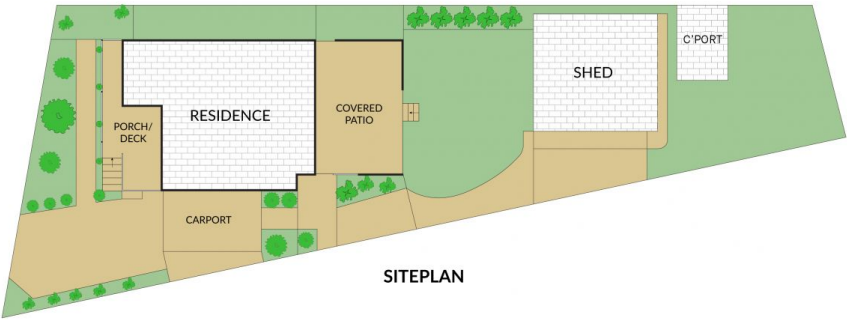 C'PORT
SHED
RESIDENCE
COVERED
PATIO
PORCH/
DECK
CARPORT
SITEPLAN